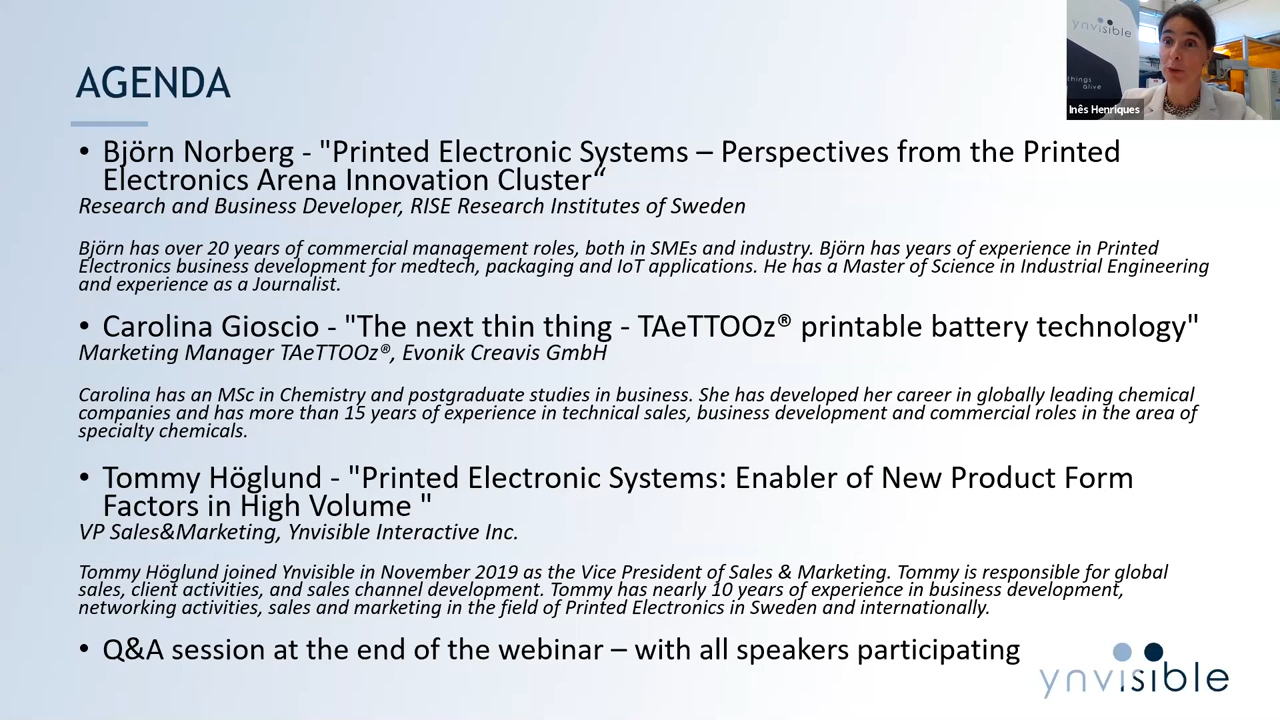 ynvisible
things
alive
Inês Henriques
AGENDA
• Björn Norberg - "Printed Electronic Systems – Perspectives from the Printed
Electronics Arena Innovation Cluster“
Research and Business Developer, RISE Research Institutes of Sweden
Björn has over 20 years of commercial management roles, both in SMEs and industry. Björn has years of experience in Printed
Electronics business development for medtech, packaging and IoT applications. He has a Master of Science in Industrial Engineering
and experience as a Journalist.
• Carolina Gioscio - "The next thin thing - TAeTTOOz® printable battery technology"
Marketing Manager TAeTTOOz®, Evonik Creavis GmbH
Carolina has an MSc in Chemistry and postgraduate studies in business. She has developed her career in globally leading chemical
companies and has more than 15 years of experience in technical sales, business development and commercial roles in the area of
specialty chemicals.
• Tommy Höglund - "Printed Electronic Systems: Enabler of New Product Form
Factors in High Volume "
VP Sales&Marketing, Ynvisible Interactive Inc.
Tommy Höglund joined Ynvisible in November 2019 as the Vice President of Sales & Marketing. Tommy is responsible for global
sales, client activities, and sales channel development. Tommy has nearly 10 years of experience in business development,
networking activities, sales and marketing in the field of Printed Electronics in Sweden and internationally.
• Q&A session at the end of the webinar – with all speakers participating
ynvisible